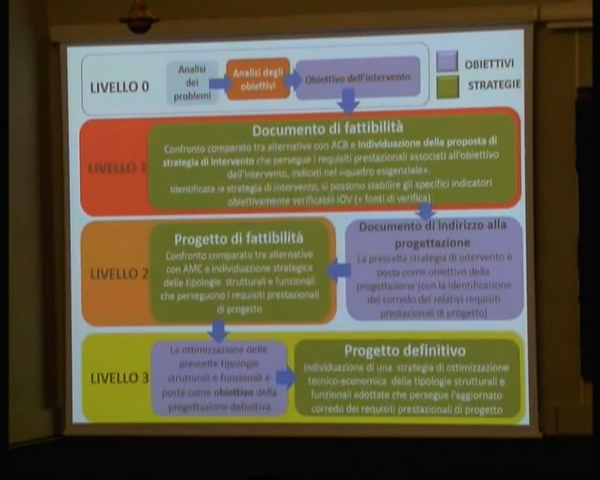 LIVELLO 0
Analisi
dei
problemi
Analisi degli
obiettivi
Obiettivo dell'intervento
OBIETTIVI
STRATEGIE
LIVELLO 1
Documento di fattibilità
Confronto comparato tra alternative con ACB e individuazione della proposta di
strategia di intervento che persegue i requisiti prestazionali associati all'obiettivo
dell'intervento, indicati nel «quadro esigenziale».
Identificata la strategia di intervento, si possono stabilire gli specifici indicatori
obiettivamente verificabili IOV (+ fonti di verifica)
LIVELLO 2
Progetto di fattibilità
Confronto comparato tra alternative
con AMC e individuazione strategica
delle tipologie strutturali e funzionali
che perseguono i requisiti prestazionali
di progetto
Documento di indirizzo alla
progettazione
La prescelta strategia di intervento è
posta come obiettivo della
progettazione (con la identificazione
del corredo dei relativi requisiti
prestazionali di progetto)
LIVELLO 3
La ottimizzazione delle
prescelte tipologie
strutturali e funzionali è
posta come obiettivo della
progettazione definitiva
Progetto definitivo
Individuazione di una strategia di ottimizzazione
tecnico-economica delle tipologie strutturali e
funzionali adottate che persegue l'aggiornato
corredo dei requisiti prestazionali di progetto